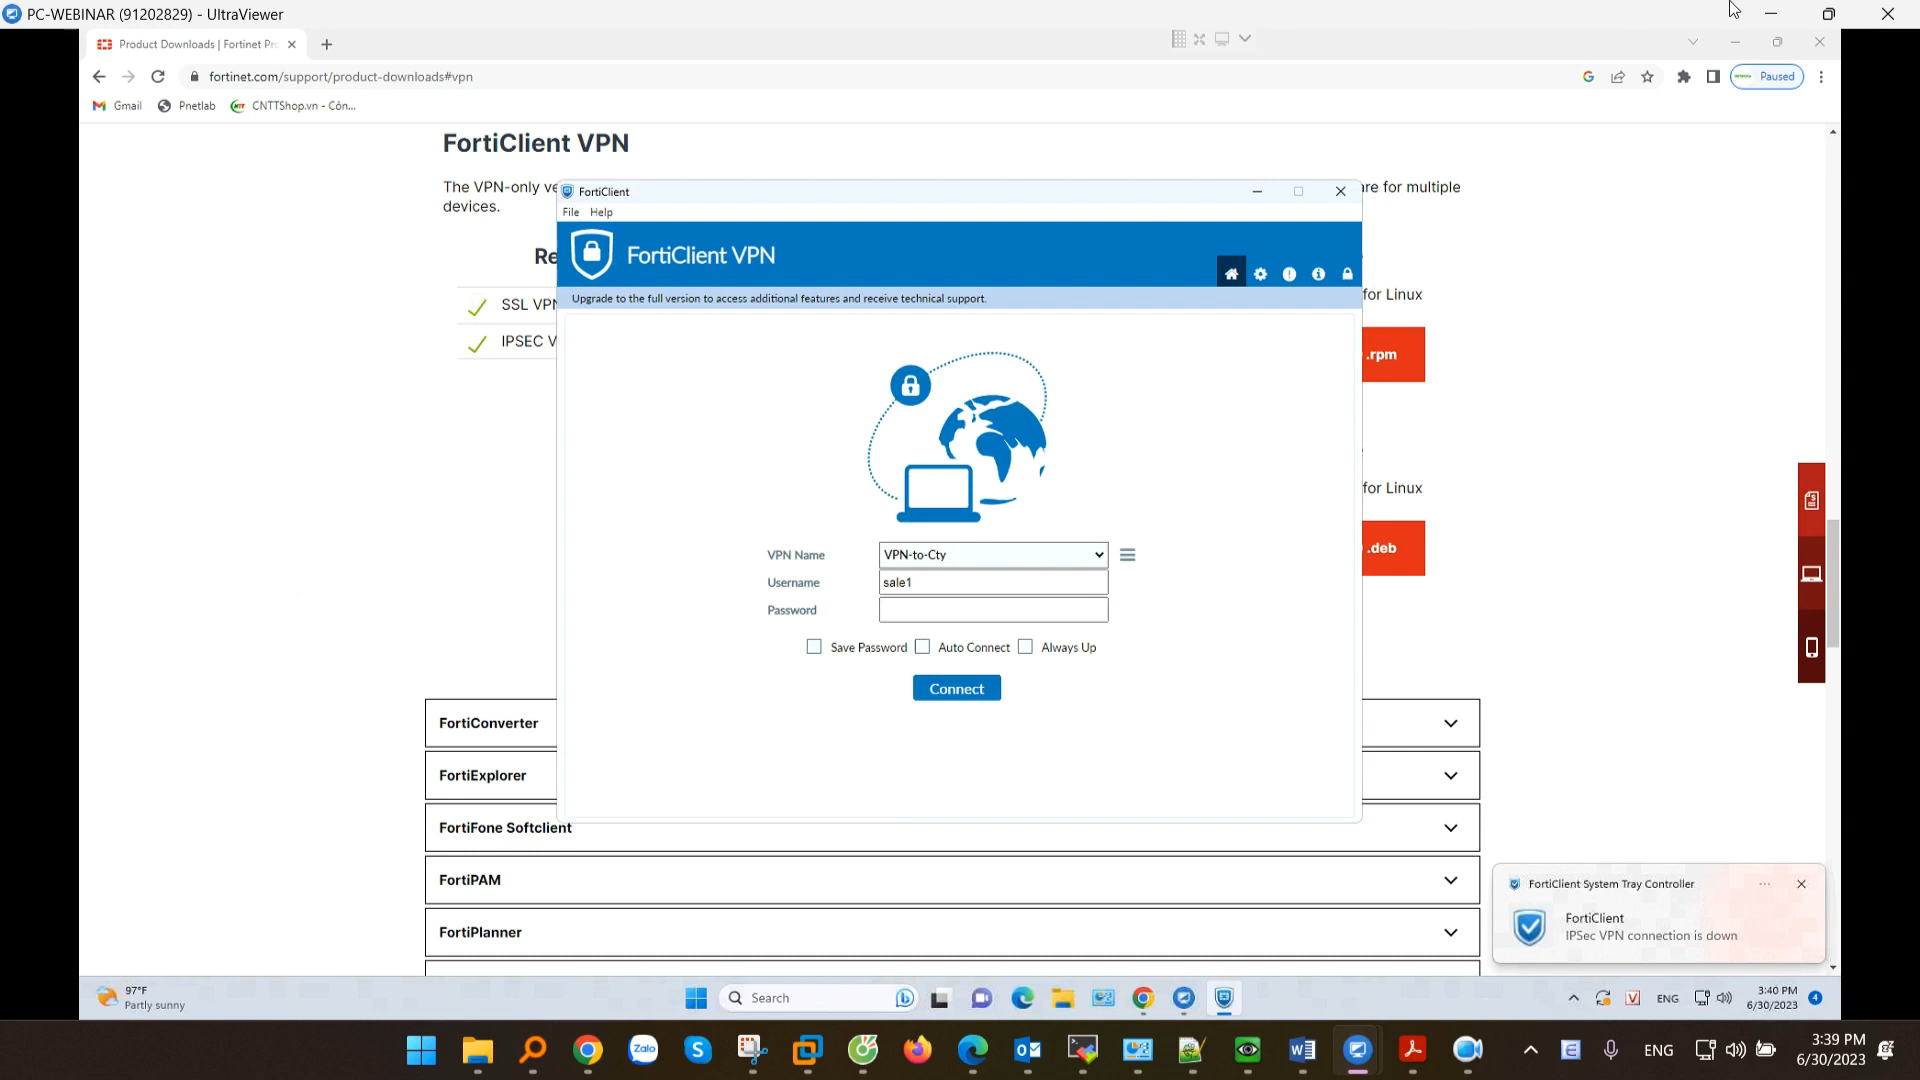 PC-WEBINAR (91202829) - UltraViewer
Product Downloads | Fortinet Pro
fortinet.com/support/product-downloads#vpn
Paused
Gmail
Pnetlab
CNTTShop.vn - Côn...
FortiClient VPN
The VPN-only ve
are for multiple
devices.
Re
SSL VPN
IPSEC V
for Linux
.rpm
for Linux
.deb
FortiClient
File Help
FortiClient VPN
Upgrade to the full version to access additional features and receive technical support.
VPN Name VPN-to-Cty
Username sale1
Password
Save Password Auto Connect Always Up
Connect
FortiConverter
FortiExplorer
FortiFone Softclient
FortiPAM
FortiPlanner
FortiClient System Tray Controller
FortiClient
IPSec VPN connection is down
97°F
Partly sunny
Search
ENG
3:40 PM
6/30/2023
4
Zalo
ENG
3:39 PM
6/30/2023